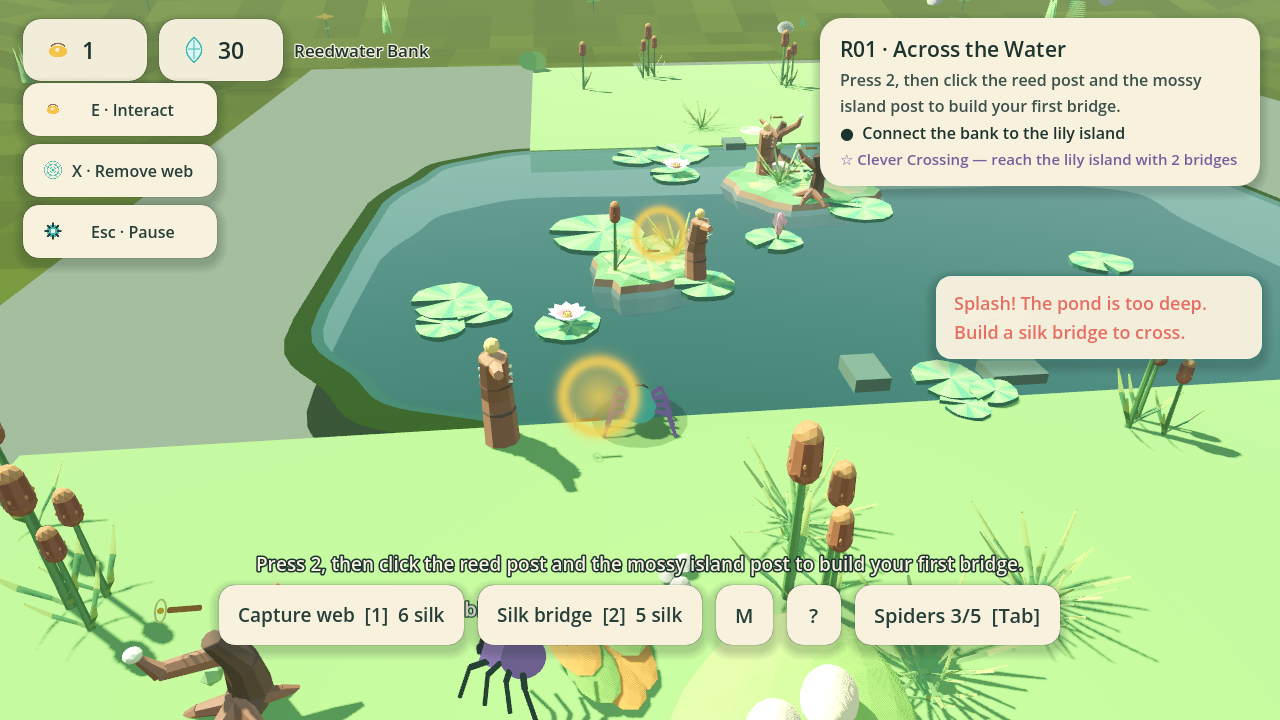 1
30
Reedwater Bank
E · Interact
X · Remove web
Esc · Pause
R01 · Across the Water
Press 2, then click the reed post and the mossy
island post to build your first bridge.
● Connect the bank to the lily island
☆ Clever Crossing — reach the lily island with 2 bridges
Splash! The pond is too deep.
Build a silk bridge to cross.
Press 2, then click the reed post and the mossy island post to build your first bridge.
Capture web [1] 6 silk
Silk bridge [2] 5 silk
M
?
Spiders 3/5 [Tab]